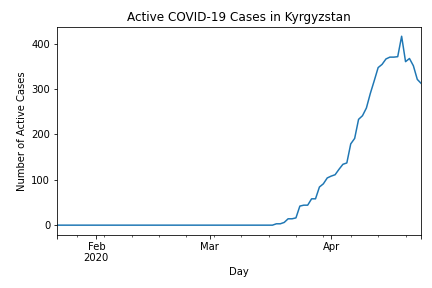 Active COVID-19 Cases in Kyrgyzstan
400
300
200
100
0
Number of Active Cases
Feb
2020
Mar
Apr
Day